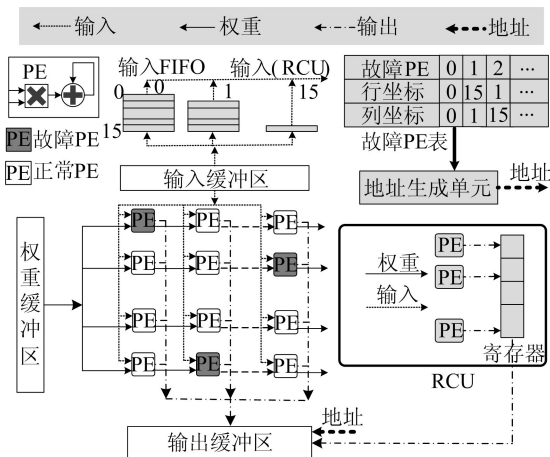 输入 权重 输出 地址
PE
输入FIFO 输入(RCU)
0 0 1 15
15
PE 故障PE
PE 正常PE
故障PE 0 1 2 ...
行坐标 0 15 1 ...
列坐标 0 1 15 ...
故障PE表
地址生成单元
地址
输入缓冲区
权重缓冲区
PE PE PE
PE PE PE
PE PE PE
PE PE PE
权重
输入
PE
PE
PE
寄存器
RCU
地址
输出缓冲区